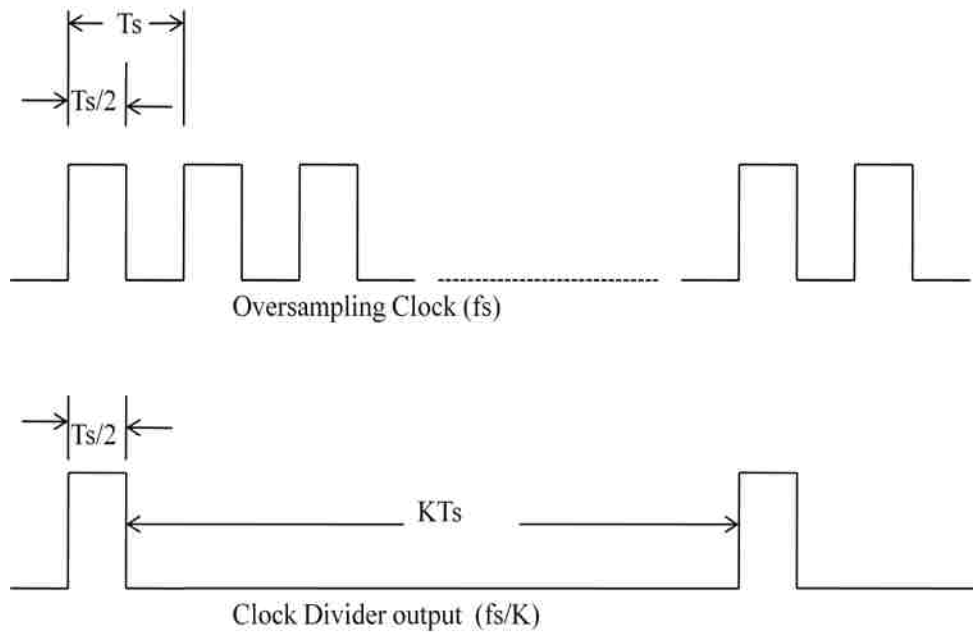 Ts
Ts/2
Oversampling Clock (fs)
Ts/2
KTs
Clock Divider output (fs/K)